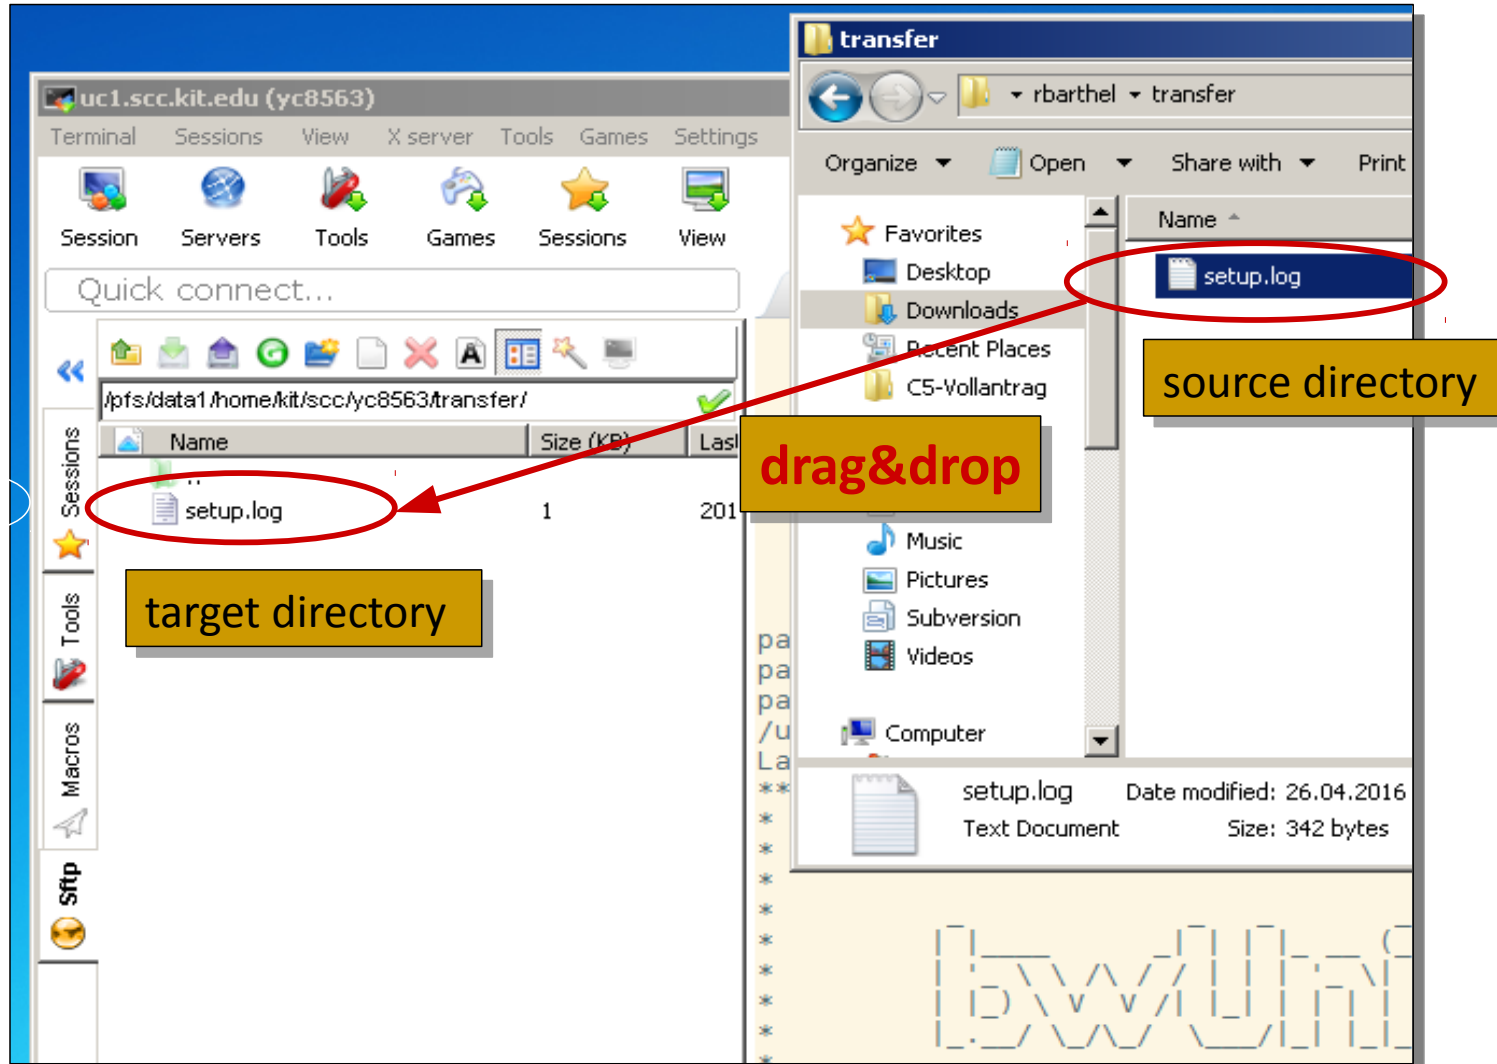 transfer
uc1.scc.kit.edu (yc8563)
rbarthel transfer
Terminal Sessions View X server Tools Games Settings
Organize Open Share with Print
Session Servers Tools Games Sessions View
Name
Favorites
Desktop
setup.log
Quick connect...
Downloads
Recent Places
source directory
C5-Vollantrag
/pfs/data1/home/kit/scc/yc8563/transfer/
Name Size (KB) Las
drag&drop
..
setup.log 1 201
Sessions
Music
Pictures
target directory
Tools
Subversion
Videos
pa
pa
pa
/u
La
**
*
*
*
*
*
*
*
*
*
Computer
Macros
setup.log Date modified: 26.04.2016
Text Document Size: 342 bytes
Sftp
bwUni